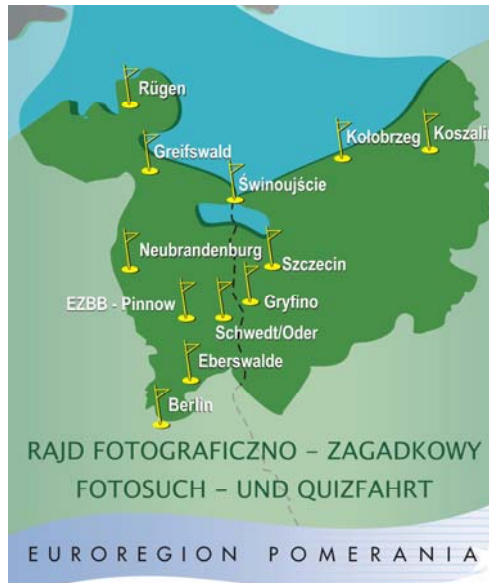 Rügen
Kołobrzeg
Koszalin
Greifswald
Świnoujście
Neubrandenburg
Szczecin
EZBB - Pinnow
Gryfino
Schwedt/Oder
Eberswalde
Berlin
RAJD FOTOGRAFICZNO – ZAGADKOWY
FOTOSUCH – UND QUIZFAHRT
EUROREGION POMERANIA